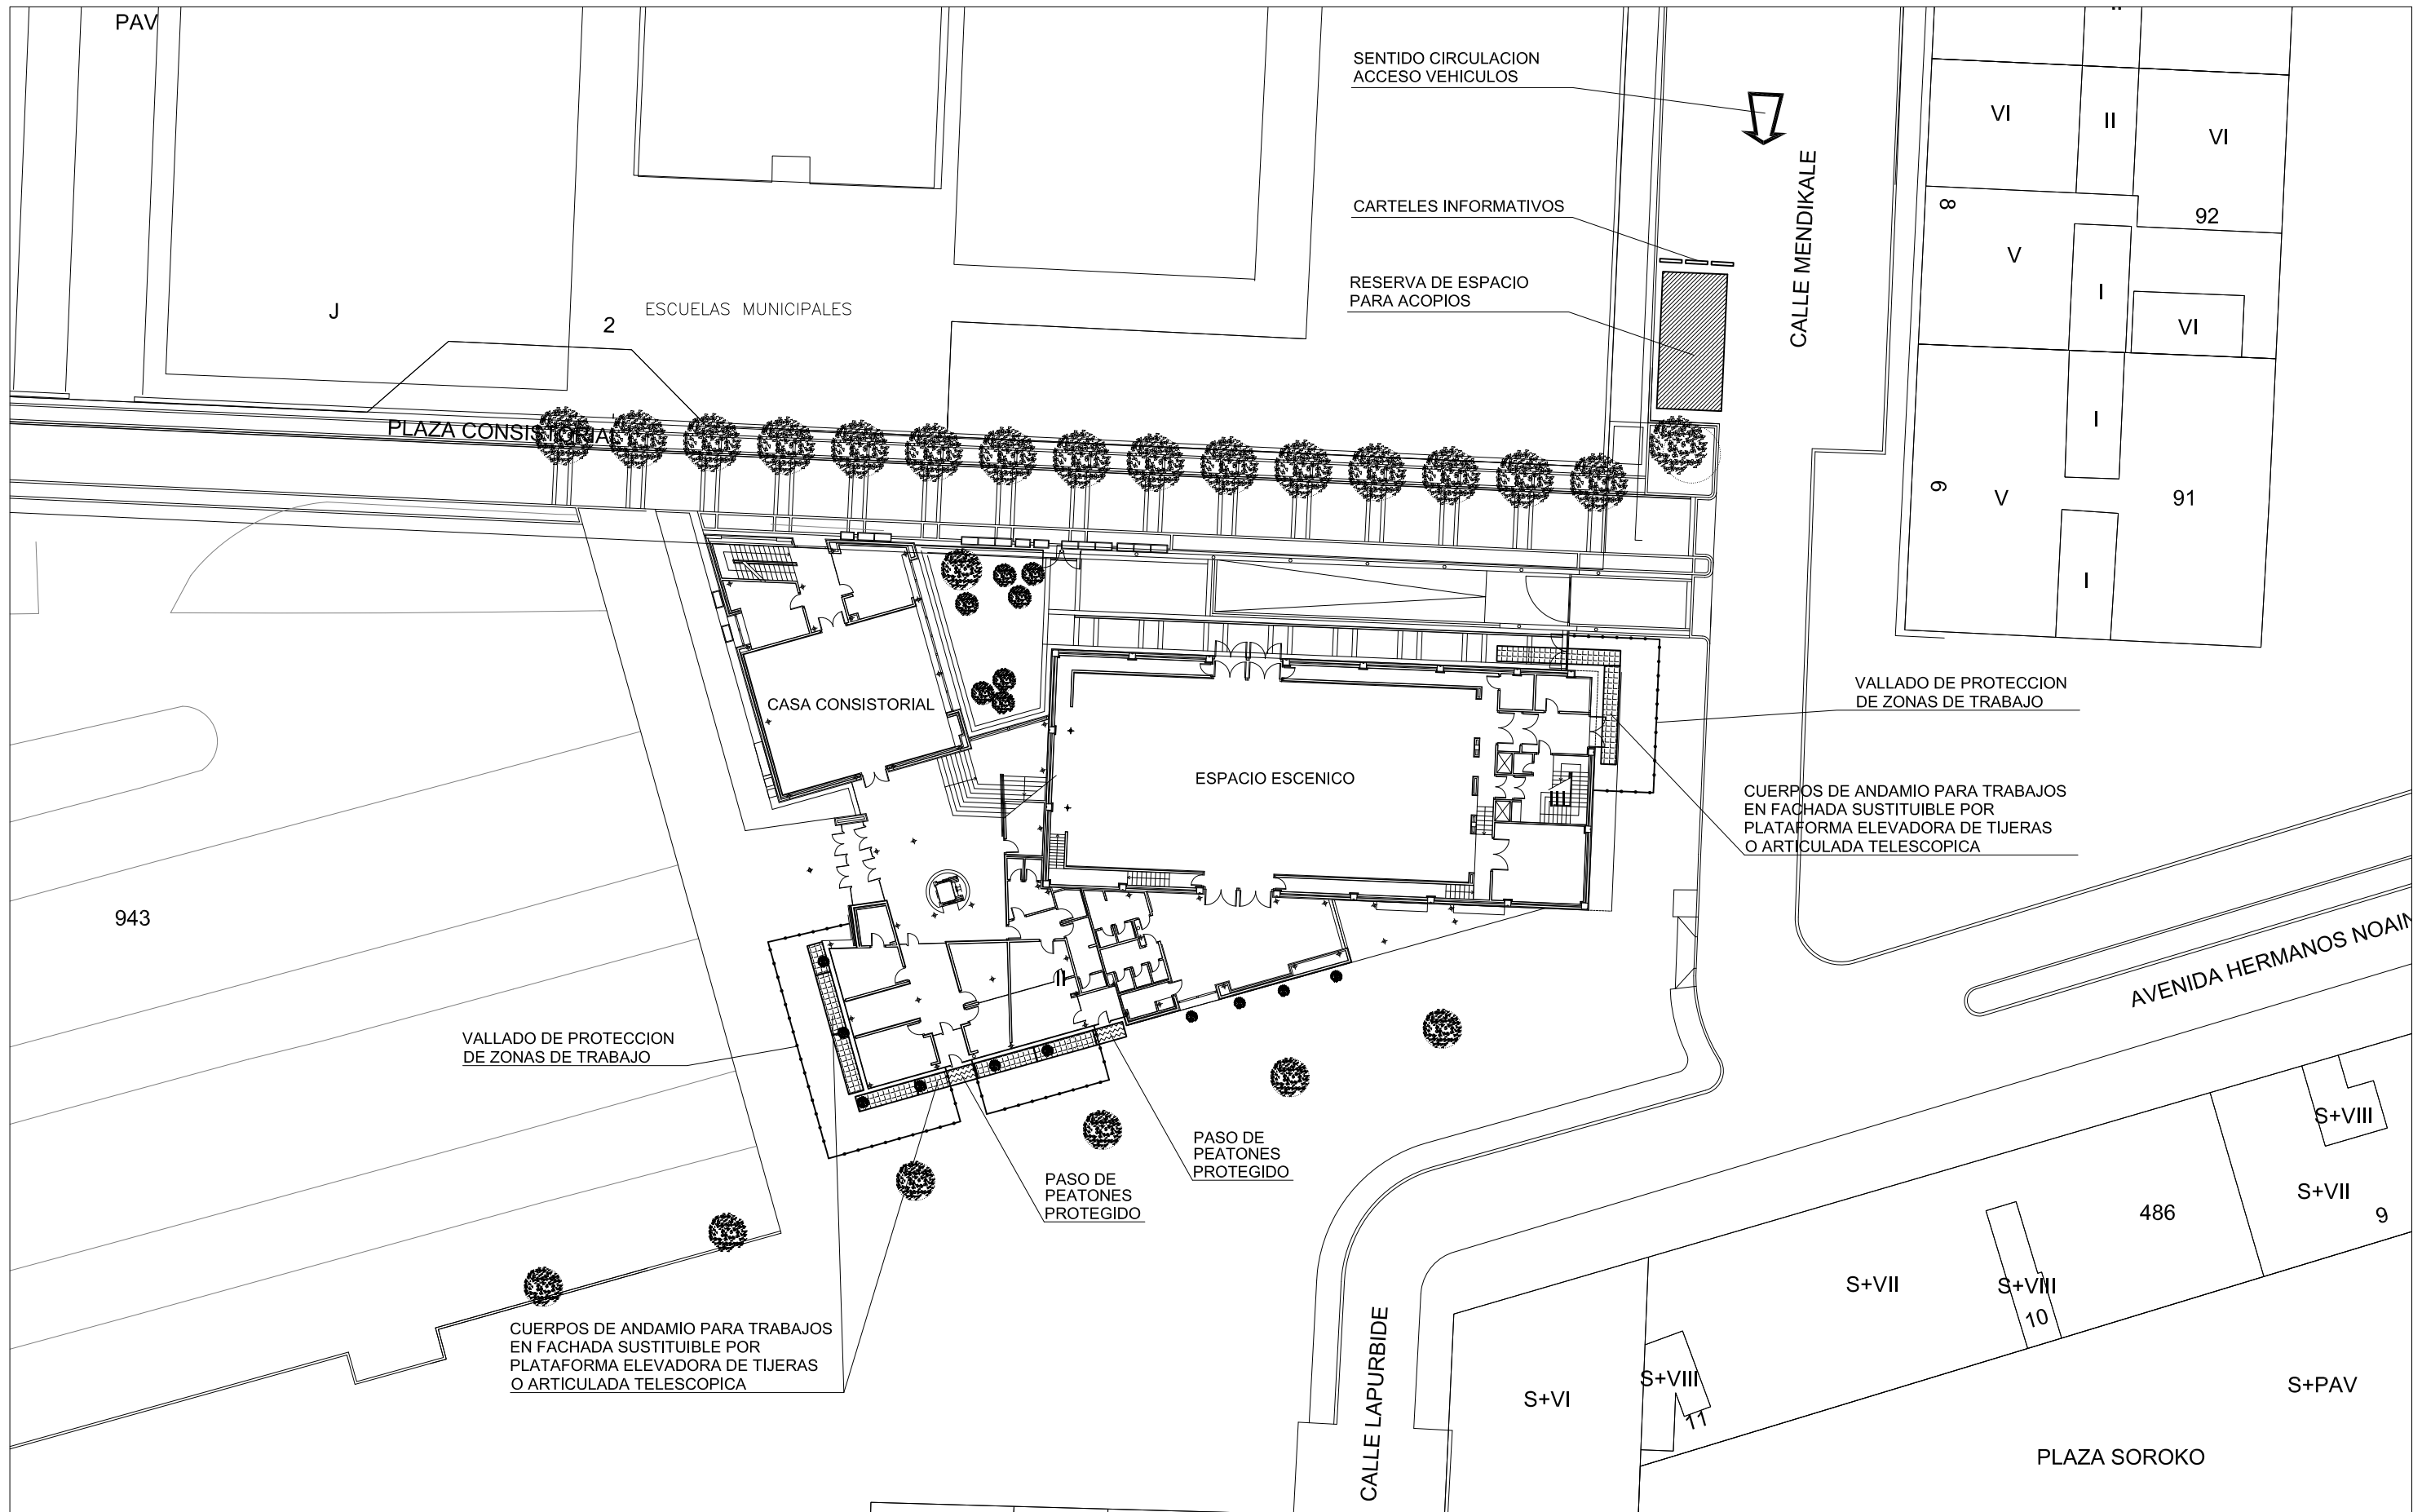 PAV
SENTIDO CIRCULACION
ACCESO VEHICULOS
VI
II
VI
CALLE MENDIKALE
CARTELES INFORMATIVOS
8
92
V
RESERVA DE ESPACIO
PARA ACOPIOS
I
VI
J
2
ESCUELAS MUNICIPALES
PLAZA CONSISTORIAL
I
6
V
91
I
CASA CONSISTORIAL
ESPACIO ESCENICO
VALLADO DE PROTECCION
DE ZONAS DE TRABAJO
CUERPOS DE ANDAMIO PARA TRABAJOS
EN FACHADA SUSTITUIBLE POR
PLATAFORMA ELEVADORA DE TIJERAS
O ARTICULADA TELESCOPICA
943
AVENIDA HERMANOS NOAIN
II
VALLADO DE PROTECCION
DE ZONAS DE TRABAJO
PASO DE
PEATONES
PROTEGIDO
PASO DE
PEATONES
PROTEGIDO
S+VIII
S+VII
9
486
S+VII
S+VIII
10
CUERPOS DE ANDAMIO PARA TRABAJOS
EN FACHADA SUSTITUIBLE POR
PLATAFORMA ELEVADORA DE TIJERAS
O ARTICULADA TELESCOPICA
CALLE LAPURBIDE
S+VI
S+VIII
11
S+PAV
PLAZA SOROKO